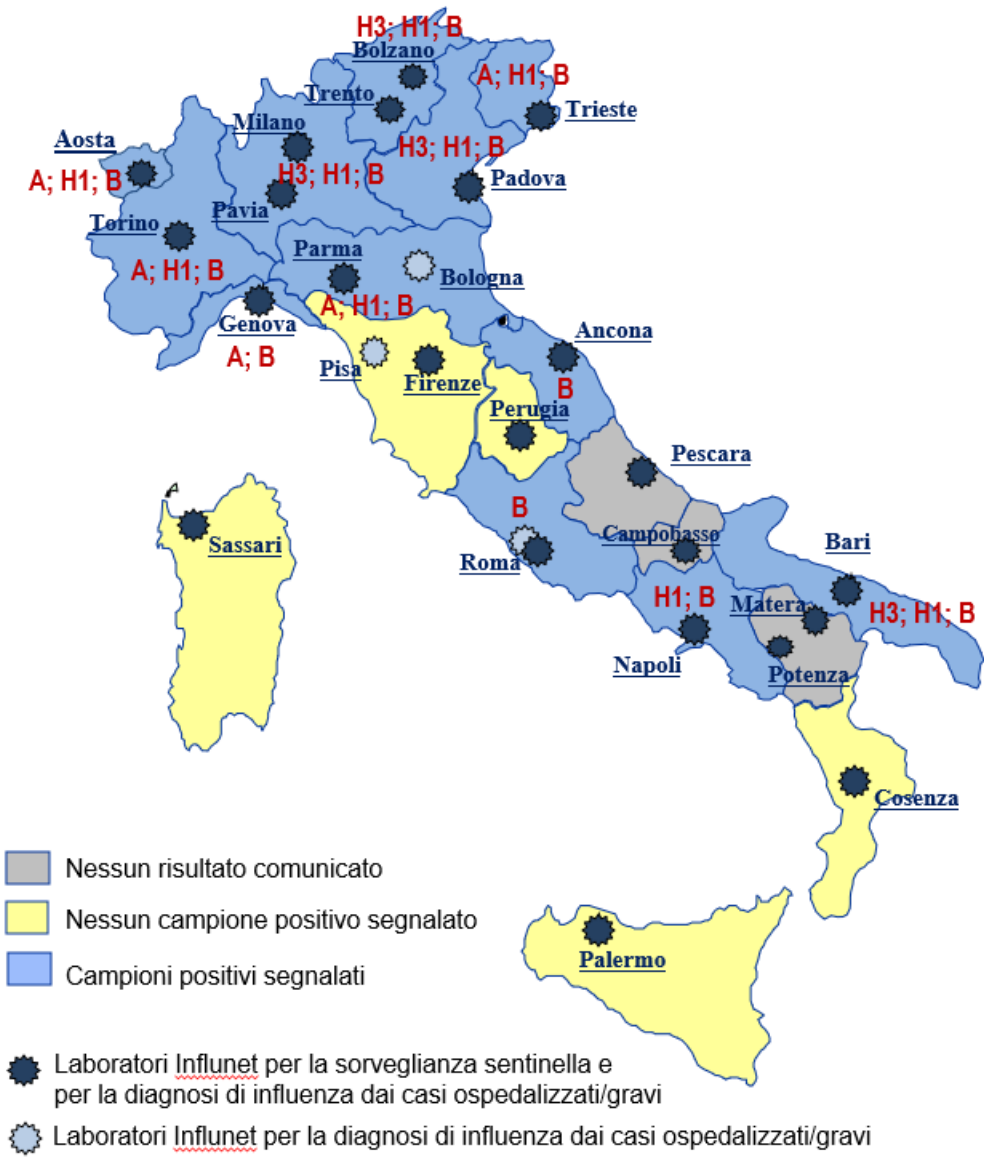 H3; H1; B
Bolzano
A; H1; B
Trento
Trieste
Milano
Aosta
H3; H1; B
H3; H1; B
A; H1; B
Padova
Pavia
Torino
Parma
A; H1; B
Bologna
A; H1; B
Genova
Ancona
A; B
Pisa
Firenze
B
Perugia
Pescara
B
Sassari
Campobasso
Bari
Roma
H1; B
Matera
H3; H1; B
Napoli
Potenza
Cosenza
Nessun risultato comunicato
Nessun campione positivo segnalato
Palermo
Campioni positivi segnalati
Laboratori Influnet per la sorveglianza sentinella e
per la diagnosi di influenza dai casi ospedalizzati/gravi
Laboratori Influnet per la diagnosi di influenza dai casi ospedalizzati/gravi